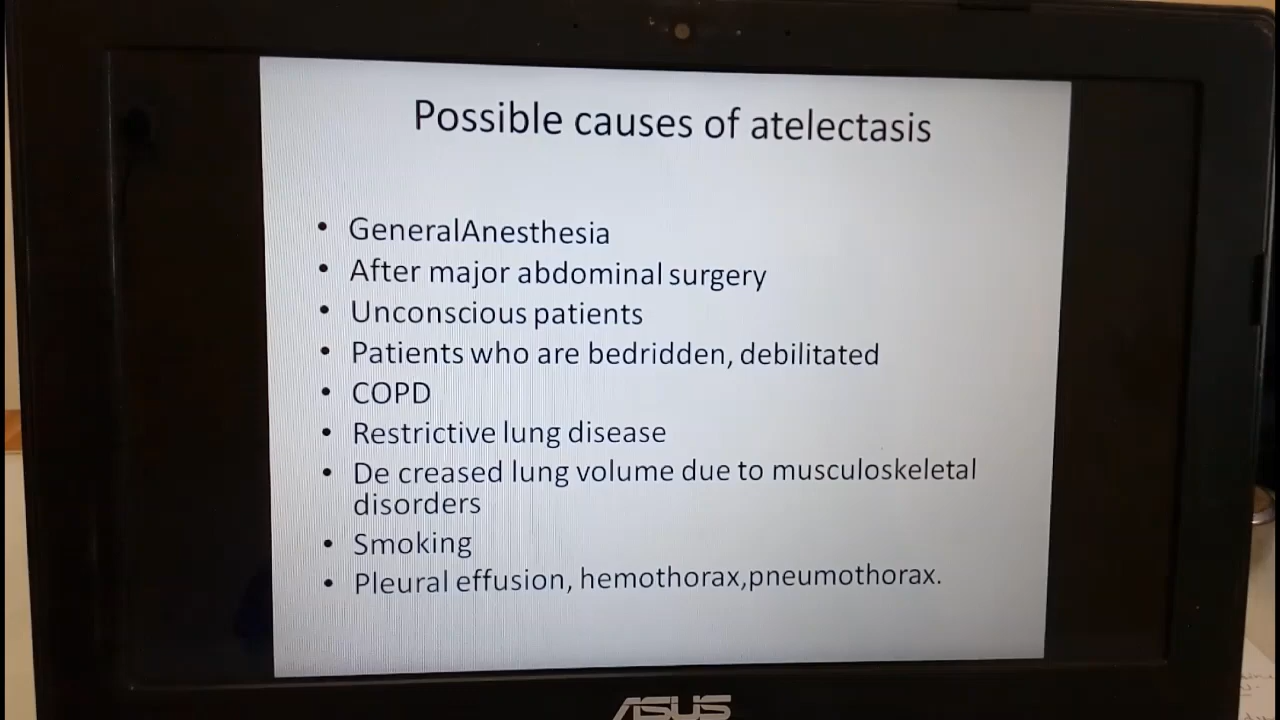 Possible causes of atelectasis
• GeneralAnesthesia
• After major abdominal surgery
• Unconscious patients
• Patients who are bedridden, debilitated
• COPD
• Restrictive lung disease
• De creased lung volume due to musculoskeletal
disorders
• Smoking
• Pleural effusion, hemothorax,pneumothorax.
ASUS